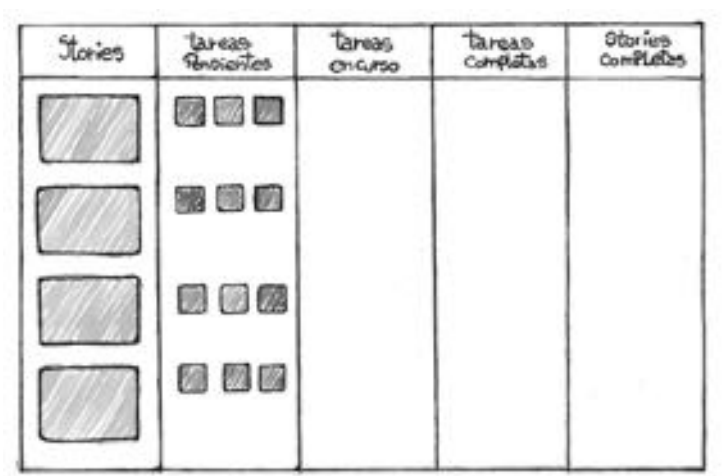 Stories
tareas
Pendientes
tareas
en curso
tareas
Completas
Stories
Completas